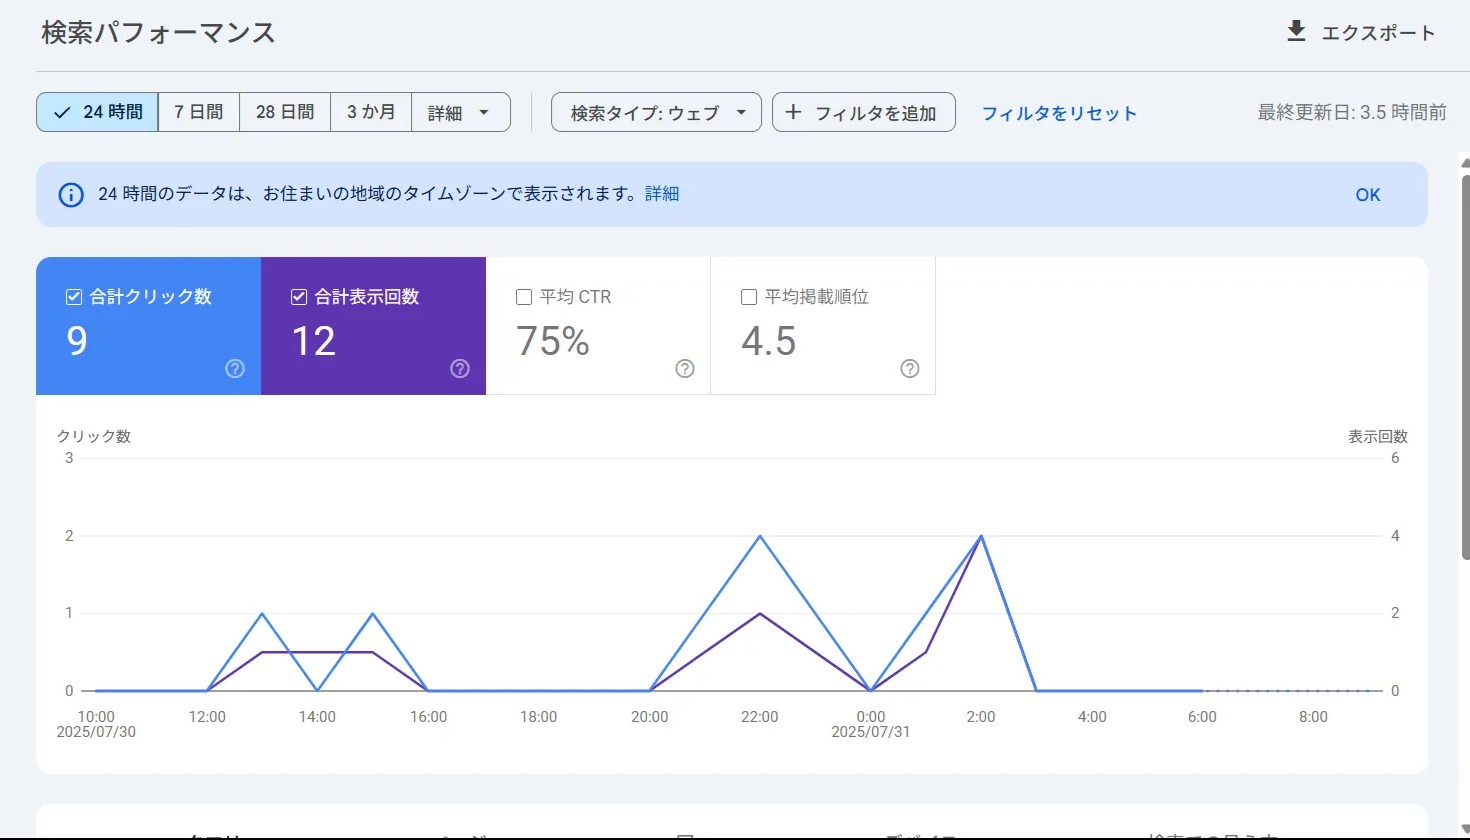 検索パフォーマンス
エクスポート
24 時間
7 日間
28 日間
3 か月
詳細
検索タイプ: ウェブ
フィルタを追加
フィルタをリセット
最終更新日: 3.5 時間前
24 時間のデータは、お住まいの地域のタイムゾーンで表示されます。詳細
OK
合計クリック数
9
合計表示回数
12
平均 CTR
75%
平均掲載順位
4.5
クリック数
表示回数
3
6
2
4
1
2
0
0
10:00
12:00
14:00
16:00
18:00
20:00
22:00
0:00
2:00
4:00
6:00
8:00
2025/07/30
2025/07/31